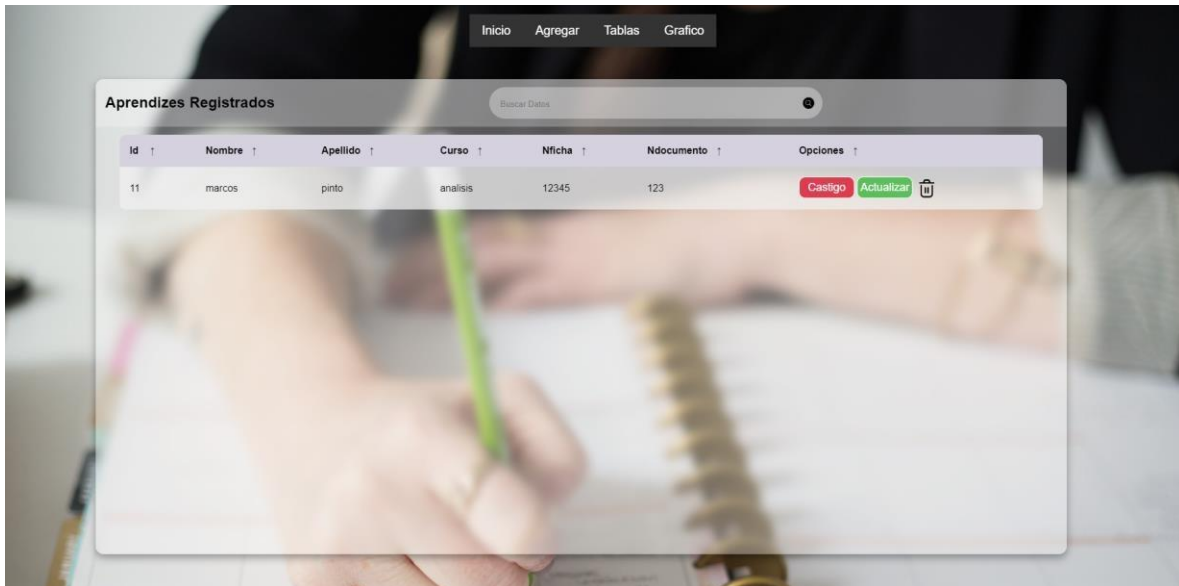 Inicio Agregar Tablas Grafico
Aprendizes Registrados Buscar Datos
Id ↑ Nombre ↑ Apellido ↑ Curso ↑ Nficha ↑ Ndocumento ↑ Opciones ↑
11 marcos pinto analisis 12345 123 Castigo Actualizar